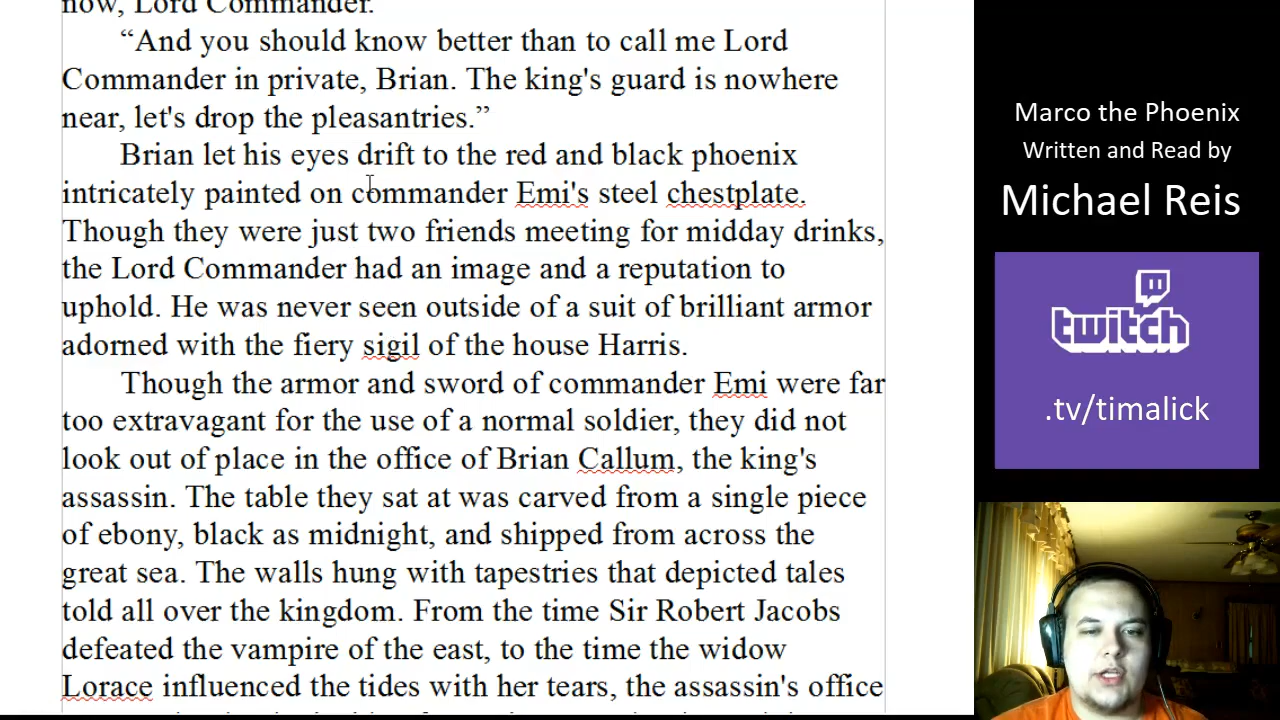 now, Lord Commander.
“And you should know better than to call me Lord
Commander in private, Brian. The king's guard is nowhere
near, let's drop the pleasantries.”
Brian let his eyes drift to the red and black phoenix
intricately painted on commander Emi's steel chestplate.
Though they were just two friends meeting for midday drinks,
the Lord Commander had an image and a reputation to
uphold. He was never seen outside of a suit of brilliant armor
adorned with the fiery sigil of the house Harris.
Though the armor and sword of commander Emi were far
too extravagant for the use of a normal soldier, they did not
look out of place in the office of Brian Callum, the king's
assassin. The table they sat at was carved from a single piece
of ebony, black as midnight, and shipped from across the
great sea. The walls hung with tapestries that depicted tales
told all over the kingdom. From the time Sir Robert Jacobs
defeated the vampire of the east, to the time the widow
Lorace influenced the tides with her tears, the assassin's office
Marco the Phoenix
Written and Read by
Michael Reis
twitch
.tv/timalick